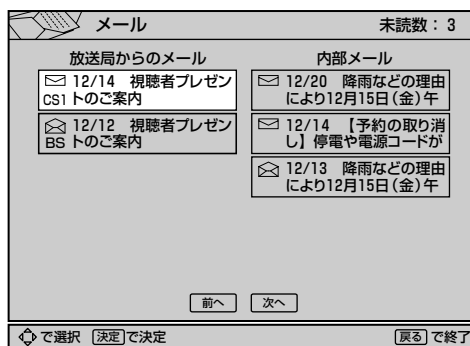 メール 未読数：3
放送局からのメール
12/14 視聴者プレゼン
CS1 トのご案内
12/12 視聴者プレゼン
BS トのご案内
内部メール
12/20 降雨などの理由
により12月15日(金)午
12/14 【予約の取り消
し】停電や電源コードが
12/13 降雨などの理由
により12月15日(金)午
前へ 次へ
で選択 決定で決定 戻るで終了